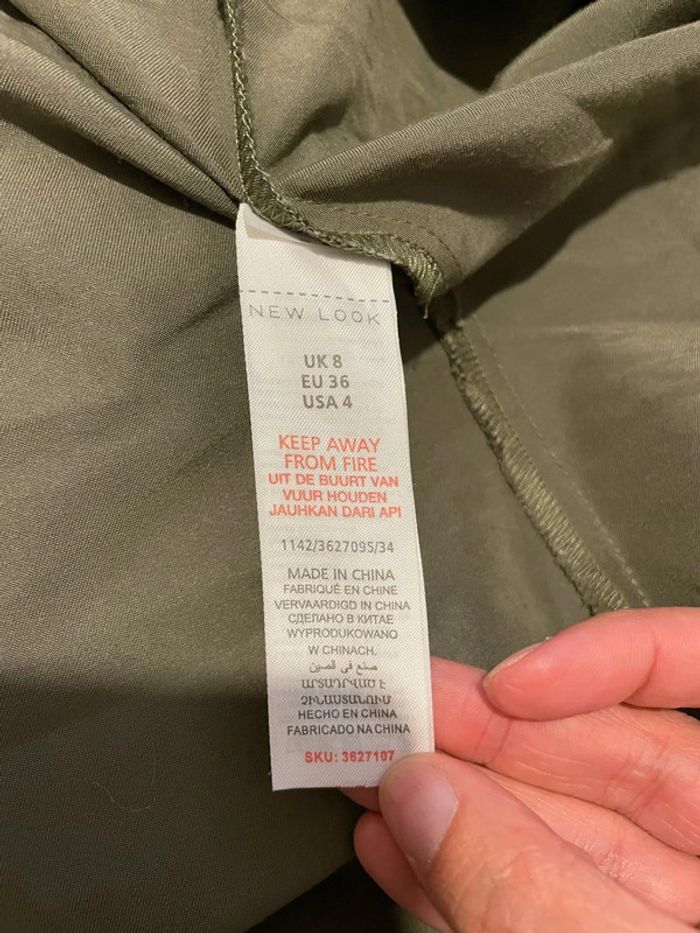 NEW LOOK
UK 8
EU 36
USA 4
KEEP AWAY
FROM FIRE
UIT DE BUURT VAN
VUUR HOUDEN
JAUHKAN DARI API
1142/3627095/34
MADE IN CHINA
FABRIQUÉ EN CHINE
VERVAARDIGD IN CHINA
СДЕЛАНО В КИТАЕ
WYPRODUKOWANO
W CHINACH.
صنع في الصين
ԱՐՏԱԴՐՎԱԾ Է
ՉԻՆԱՍՏԱՆՈՒՄ
HECHO EN CHINA
FABRICADO NA CHINA
SKU: 3627107